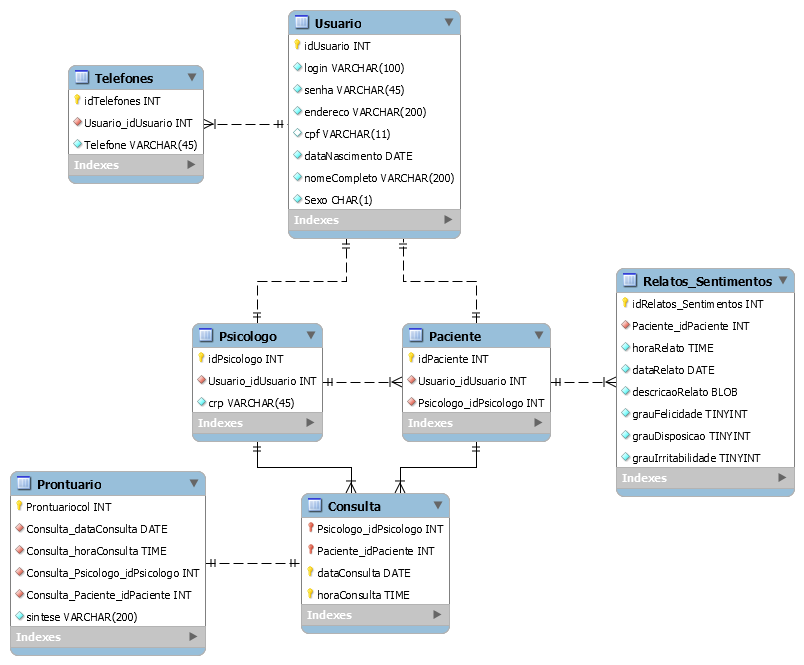 Usuario
idUsuario INT
login VARCHAR(100)
senha VARCHAR(45)
endereco VARCHAR(200)
cpf VARCHAR(11)
dataNascimento DATE
nomeCompleto VARCHAR(200)
Sexo CHAR(1)
Indexes
Telefones
idTelefones INT
Usuario_idUsuario INT
Telefone VARCHAR(45)
Indexes
Psicologo
idPsicologo INT
Usuario_idUsuario INT
crp VARCHAR(45)
Indexes
Paciente
idPaciente INT
Usuario_idUsuario INT
Psicologo_idPsicologo INT
Indexes
Relatos_Sentimentos
idRelatos_Sentimentos INT
Paciente_idPaciente INT
horaRelato TIME
dataRelato DATE
descricaoRelato BLOB
grauFelicidade TINYINT
grauDisposicao TINYINT
grauIrritabilidade TINYINT
Indexes
Prontuario
Prontuariocol INT
Consulta_dataConsulta DATE
Consulta_horaConsulta TIME
Consulta_Psicologo_idPsicologo INT
Consulta_Paciente_idPaciente INT
sintese VARCHAR(200)
Indexes
Consulta
Psicologo_idPsicologo INT
Paciente_idPaciente INT
dataConsulta DATE
horaConsulta TIME
Indexes